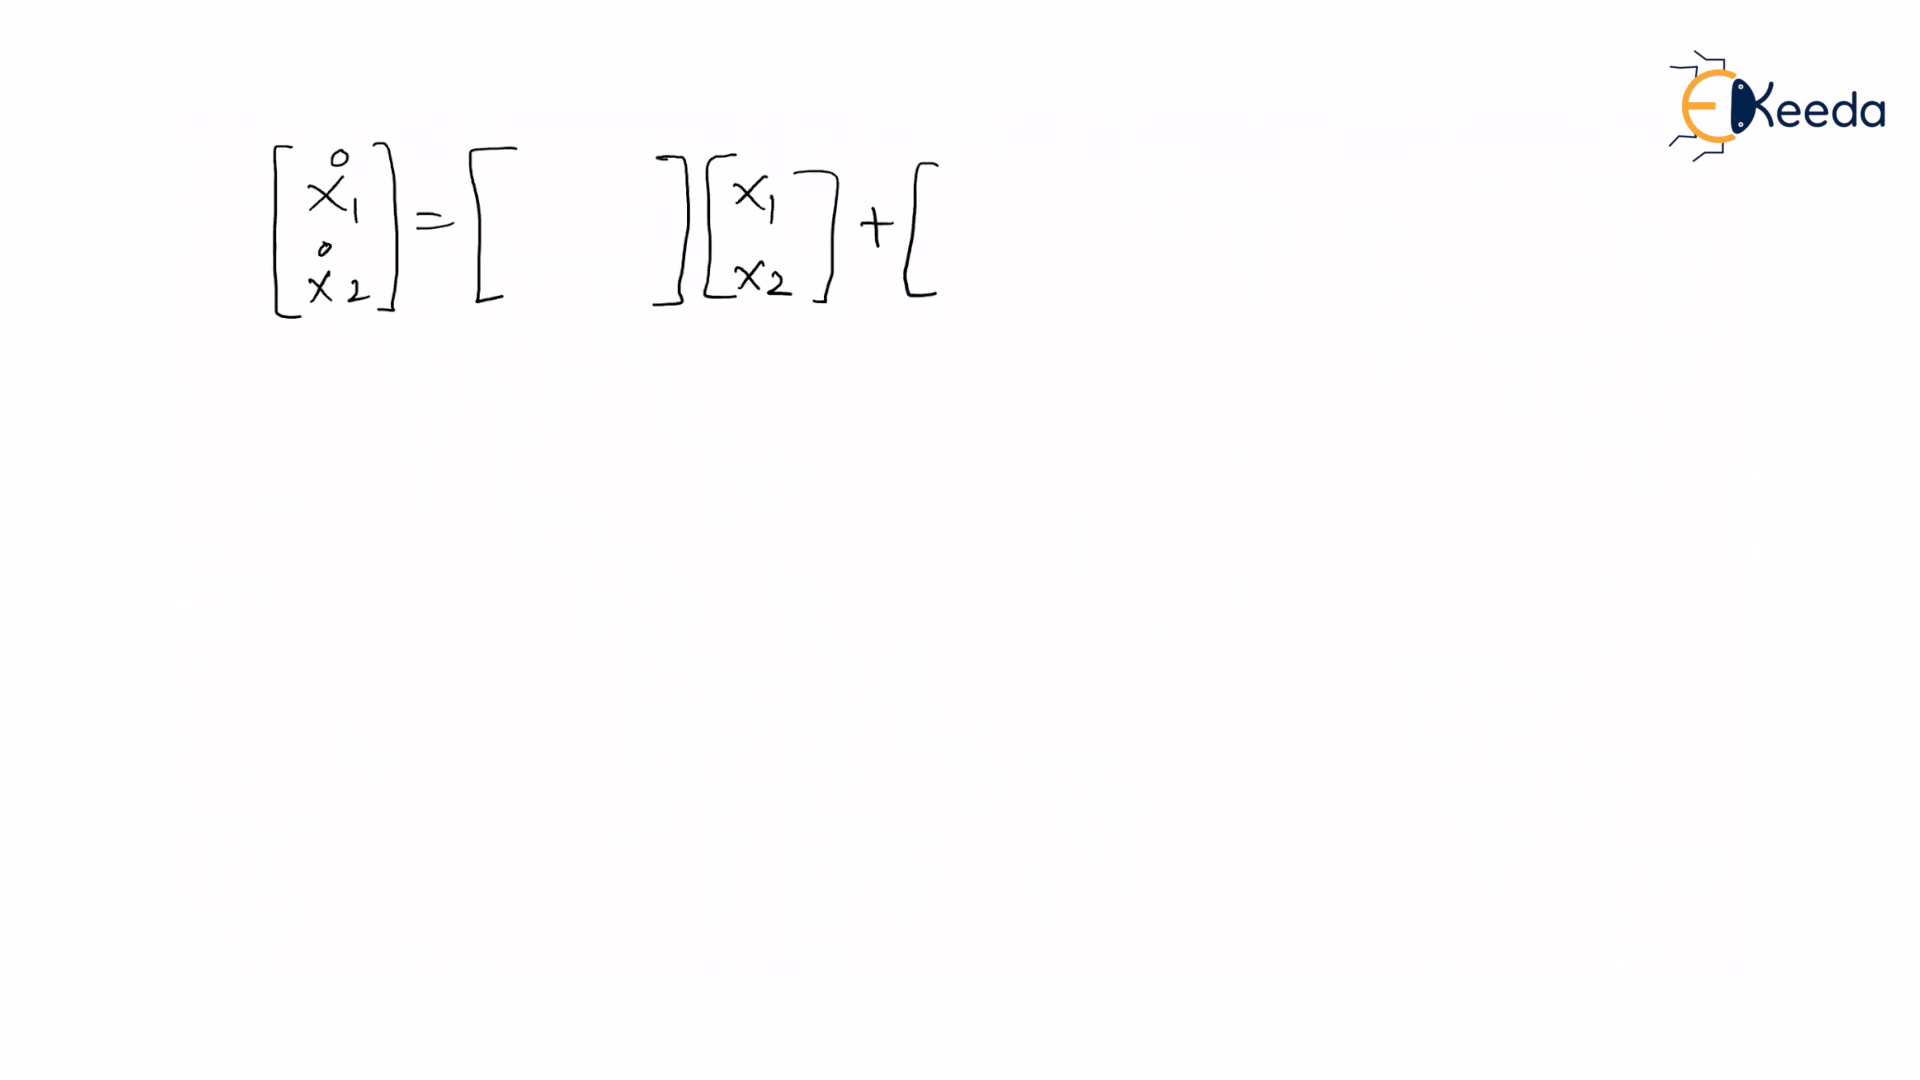 EKeeda
[ẋ₁ ẋ₂] = [ ] [x₁ x₂] + [